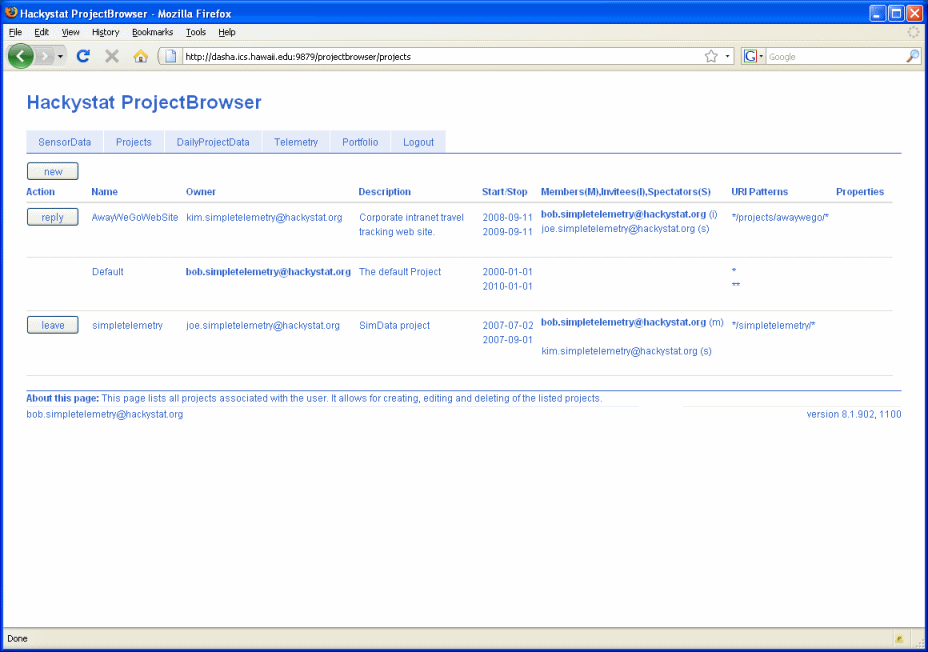 Hackystat ProjectBrowser - Mozilla Firefox
File Edit View History Bookmarks Tools Help
http://dasha.ics.hawaii.edu:9879/projectbrowser/projects
G Google
Hackystat ProjectBrowser
SensorData Projects DailyProjectData Telemetry Portfolio Logout
new
Action Name Owner Description Start/Stop Members(M),Invitees(I),Spectators(S) URI Patterns Properties
reply AwayWeGoWebSite kim.simpletelemetry@hackystat.org Corporate intranet travel 2008-09-11 bob.simpletelemetry@hackystat.org (i) */projects/awaywego/*
tracking web site. 2009-09-11 joe.simpletelemetry@hackystat.org (s)
Default bob.simpletelemetry@hackystat.org The default Project 2000-01-01 *
2010-01-01 **
leave simpletelemetry joe.simpletelemetry@hackystat.org SimData project 2007-07-02 bob.simpletelemetry@hackystat.org (m) */simpletelemetry/*
2007-09-01
kim.simpletelemetry@hackystat.org (s)
About this page: This page lists all projects associated with the user. It allows for creating, editing and deleting of the listed projects.
bob.simpletelemetry@hackystat.org version 8.1.902, 1100
Done